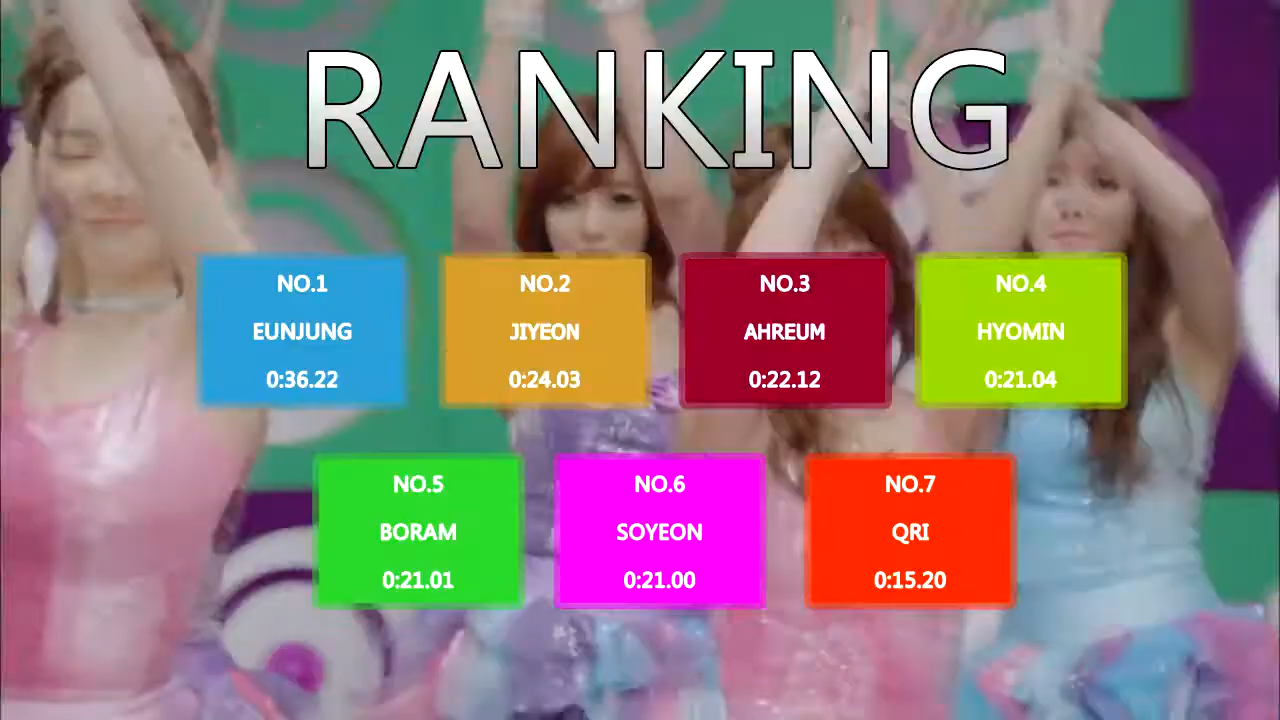 RANKING
NO.1
EUNJUNG
0:36.22
NO.2
JIYEON
0:24.03
NO.3
AHREUM
0:22.12
NO.4
HYOMIN
0:21.04
NO.5
BORAM
0:21.01
NO.6
SOYEON
0:21.00
NO.7
QRI
0:15.20